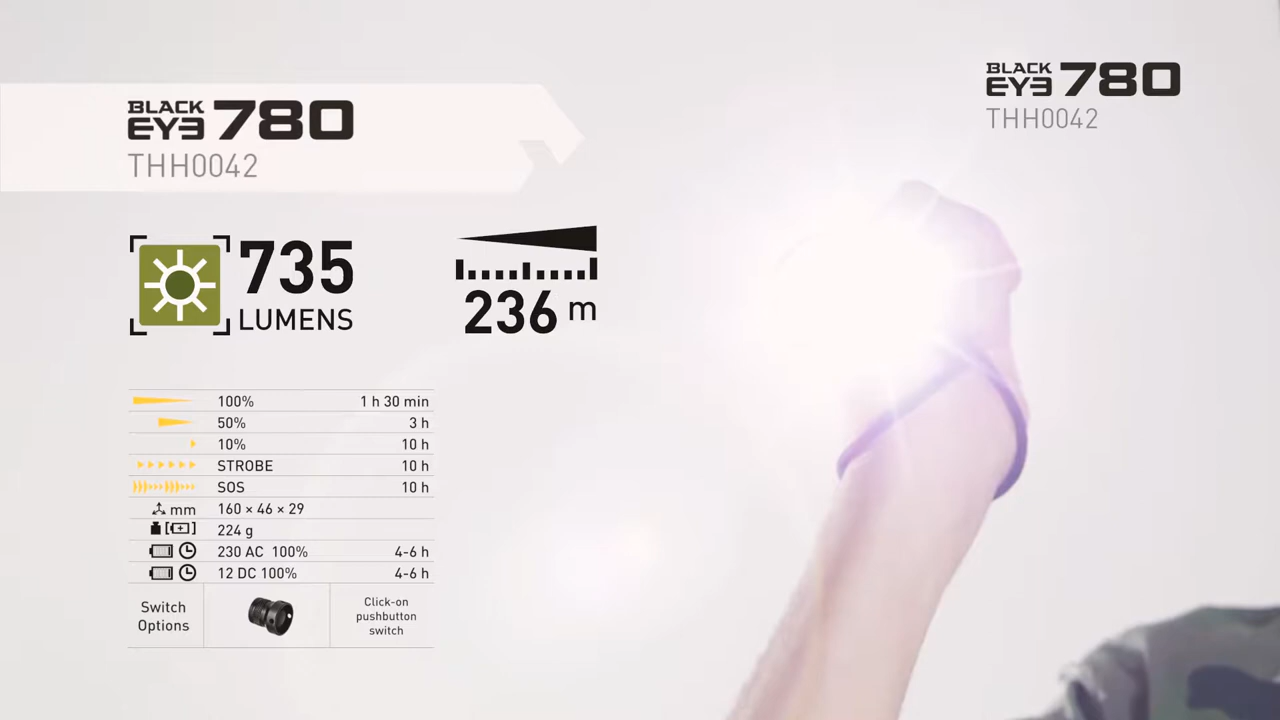 BLACK EYE 780
THH0042
BLACK EYE 780
THH0042
735
LUMENS
236 m
100% 1 h 30 min
50% 3 h
10% 10 h
STROBE 10 h
SOS 10 h
mm 160 × 46 × 29
224 g
230 AC 100% 4-6 h
12 DC 100% 4-6 h
Switch
Options
Click-on
pushbutton
switch